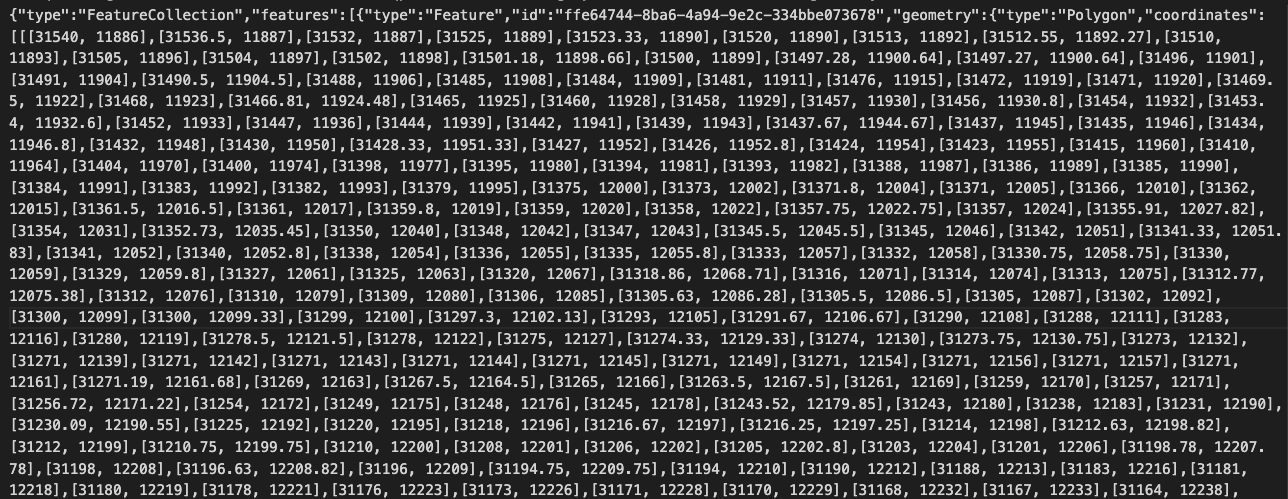 {"type":"FeatureCollection","features":[{"type":"Feature","id":"ffe64744-8ba6-4a94-9e2c-334bbe073678","geometry":{"type":"Polygon","coordinates":
[[[31540, 11886],[31536.5, 11887],[31532, 11887],[31525, 11889],[31523.33, 11890],[31520, 11890],[31513, 11892],[31512.55, 11892.27],[31510,
11893],[31505, 11896],[31504, 11897],[31502, 11898],[31501.18, 11898.66],[31500, 11899],[31497.28, 11900.64],[31497.27, 11900.64],[31496, 11901],
[31491, 11904],[31490.5, 11904.5],[31488, 11906],[31485, 11908],[31484, 11909],[31481, 11911],[31476, 11915],[31472, 11919],[31471, 11920],[31469.
5, 11922],[31468, 11923],[31466.81, 11924.48],[31465, 11925],[31460, 11928],[31458, 11929],[31457, 11930],[31456, 11930.8],[31454, 11932],[31453.
4, 11932.6],[31452, 11933],[31447, 11936],[31444, 11939],[31442, 11941],[31439, 11943],[31437.67, 11944.67],[31437, 11945],[31435, 11946],[31434,
11946.8],[31432, 11948],[31430, 11950],[31428.33, 11951.33],[31427, 11952],[31426, 11952.8],[31424, 11954],[31423, 11955],[31415, 11960],[31410,
11964],[31404, 11970],[31400, 11974],[31398, 11977],[31395, 11980],[31394, 11981],[31393, 11982],[31388, 11987],[31386, 11989],[31385, 11990],
[31384, 11991],[31383, 11992],[31382, 11993],[31379, 11995],[31375, 12000],[31373, 12002],[31371.8, 12004],[31371, 12005],[31366, 12010],[31362,
12015],[31361.5, 12016.5],[31361, 12017],[31359.8, 12019],[31359, 12020],[31358, 12022],[31357.75, 12022.75],[31357, 12024],[31355.91, 12027.82],
[31354, 12031],[31352.73, 12035.45],[31350, 12040],[31348, 12042],[31347, 12043],[31345.5, 12045.5],[31345, 12046],[31342, 12051],[31341.33, 12051.
83],[31341, 12052],[31340, 12052.8],[31338, 12054],[31336, 12055],[31335, 12055.8],[31333, 12057],[31332, 12058],[31330.75, 12058.75],[31330,
12059],[31329, 12059.8],[31327, 12061],[31325, 12063],[31320, 12067],[31318.86, 12068.71],[31316, 12071],[31314, 12074],[31313, 12075],[31312.77,
12075.38],[31312, 12076],[31310, 12079],[31309, 12080],[31306, 12085],[31305.63, 12086.28],[31305.5, 12086.5],[31305, 12087],[31302, 12092],
[31300, 12099],[31300, 12099.33],[31299, 12100],[31297.3, 12102.13],[31293, 12105],[31291.67, 12106.67],[31290, 12108],[31288, 12111],[31283,
12116],[31280, 12119],[31278.5, 12121.5],[31278, 12122],[31275, 12127],[31274.33, 12129.33],[31274, 12130],[31273.75, 12130.75],[31273, 12132],
[31271, 12139],[31271, 12142],[31271, 12143],[31271, 12144],[31271, 12145],[31271, 12149],[31271, 12154],[31271, 12156],[31271, 12157],[31271,
12161],[31271.19, 12161.68],[31269, 12163],[31267.5, 12164.5],[31265, 12166],[31263.5, 12167.5],[31261, 12169],[31259, 12170],[31257, 12171],
[31256.72, 12171.22],[31254, 12172],[31249, 12175],[31248, 12176],[31245, 12178],[31243.52, 12179.85],[31243, 12180],[31238, 12183],[31231, 12190],
[31230.09, 12190.55],[31225, 12192],[31220, 12195],[31218, 12196],[31216.67, 12197],[31216.25, 12197.25],[31214, 12198],[31212.63, 12198.82],
[31212, 12199],[31210.75, 12199.75],[31210, 12200],[31208, 12201],[31206, 12202],[31205, 12202.8],[31203, 12204],[31201, 12206],[31198.78, 12207.
78],[31198, 12208],[31196.63, 12208.82],[31196, 12209],[31194.75, 12209.75],[31194, 12210],[31190, 12212],[31188, 12213],[31183, 12216],[31181,
12218],[31180, 12219],[31178, 12221],[31176, 12223],[31173, 12226],[31171, 12228],[31170, 12229],[31168, 12232],[31167, 12233],[31164, 12238],